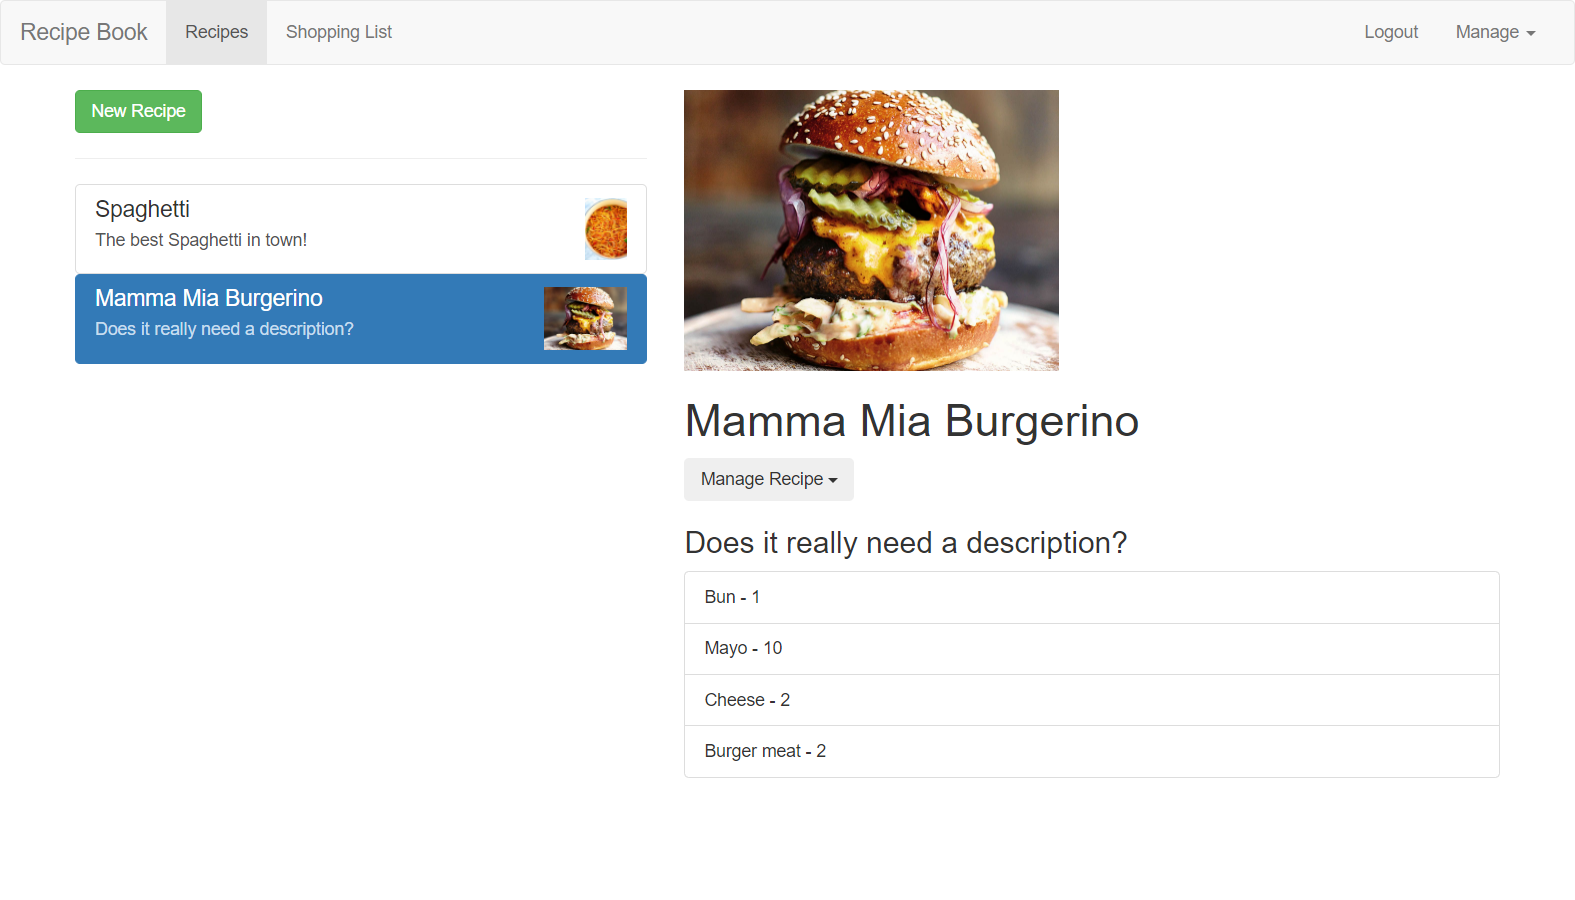 Recipe Book Recipes Shopping List Logout Manage
New Recipe
Spaghetti
The best Spaghetti in town!
Mamma Mia Burgerino
Does it really need a description?
Mamma Mia Burgerino
Manage Recipe
Does it really need a description?
Bun - 1
Mayo - 10
Cheese - 2
Burger meat - 2